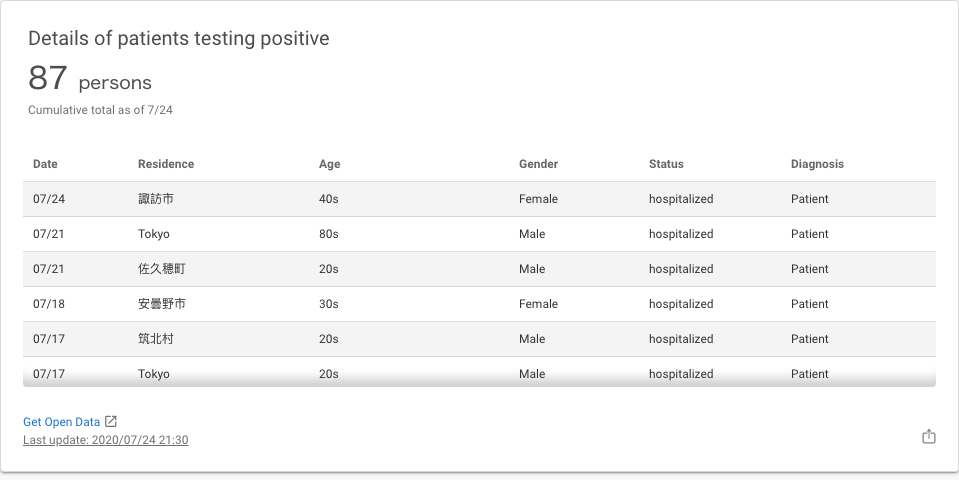 Details of patients testing positive
87 persons
Cumulative total as of 7/24
Date Residence Age Gender Status Diagnosis
07/24 諏訪市 40s Female hospitalized Patient
07/21 Tokyo 80s Male hospitalized Patient
07/21 佐久穂町 20s Male hospitalized Patient
07/18 安曇野市 30s Female hospitalized Patient
07/17 筑北村 20s Male hospitalized Patient
07/17 Tokyo 20s Male hospitalized Patient
Get Open Data
Last update: 2020/07/24 21:30